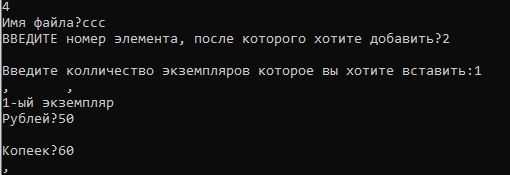 4
Имя файла?ссс
ВВЕДИТЕ номер элемента, после которого хотите добавить?2
Введите колличество экземпляров которое вы хотите вставить:1
,       ,
1-ый экземпляр
Рублей?50
Копеек?60
,